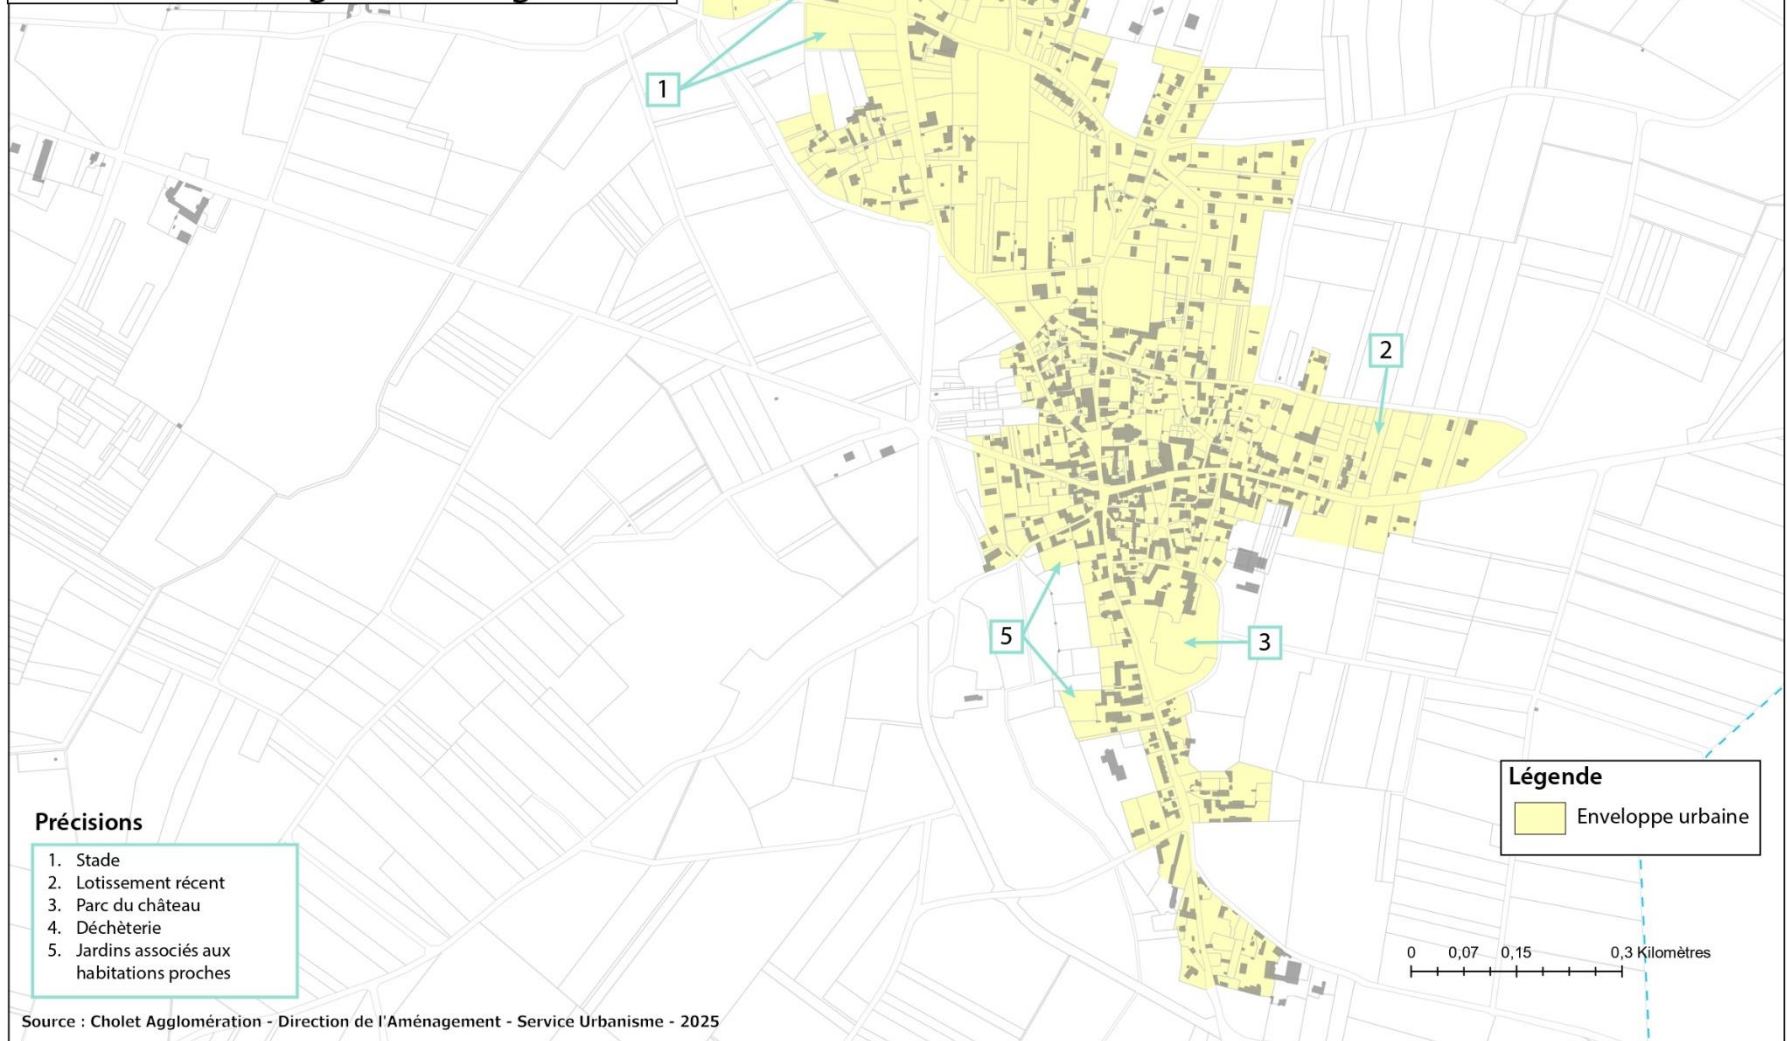 1
2
5
3
Légende
Enveloppe urbaine
Précisions
1. Stade
2. Lotissement récent
3. Parc du château
4. Déchèterie
5. Jardins associés aux
habitations proches
0 0,07 0,15 0,3 Kilomètres
Source : Cholet Agglomération - Direction de l'Aménagement - Service Urbanisme - 2025